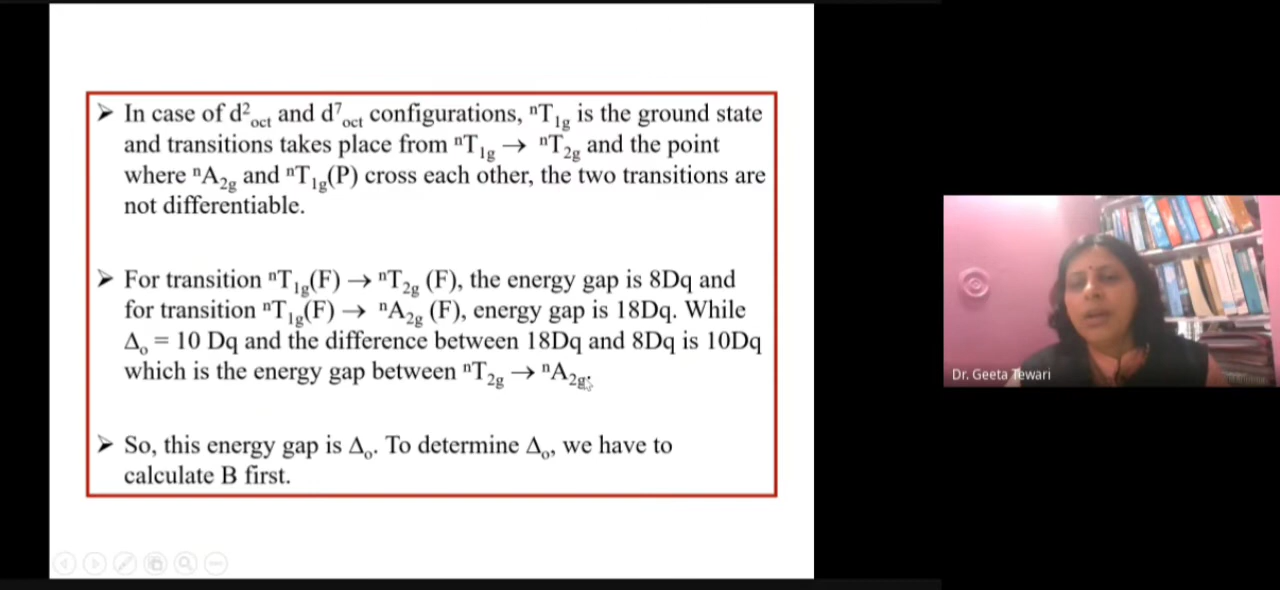 ➢ In case of d²oct and d⁷oct configurations, ⁿT₁g is the ground state
and transitions takes place from ⁿT₁g → ⁿT₂g and the point
where ⁿA₂g and ⁿT₁g(P) cross each other, the two transitions are
not differentiable.
➢ For transition ⁿT₁g(F) → ⁿT₂g (F), the energy gap is 8Dq and
for transition ⁿT₁g(F) → ⁿA₂g (F), energy gap is 18Dq. While
Δₒ = 10 Dq and the difference between 18Dq and 8Dq is 10Dq
which is the energy gap between ⁿT₂g → ⁿA₂g.
➢ So, this energy gap is Δₒ. To determine Δₒ, we have to
calculate B first.
Dr. Geeta Tewari